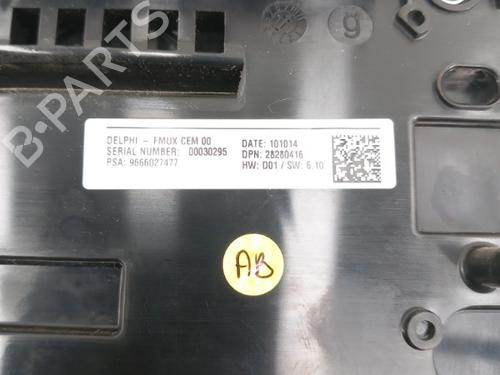 DELPHI - FMUX CEM 00
SERIAL NUMBER: 00030295
PSA: 9666027477
DATE: 101014
DPN: 28280416
HW: D01 / SW: 6.10
AB
B-PARTS